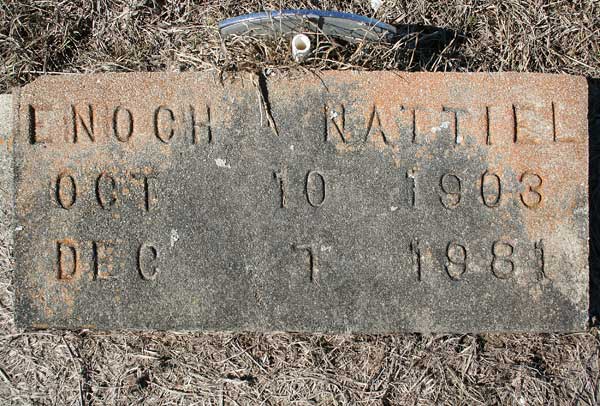 ENOCH NATTIEL
OCT 10 1903
DEC 7 1981